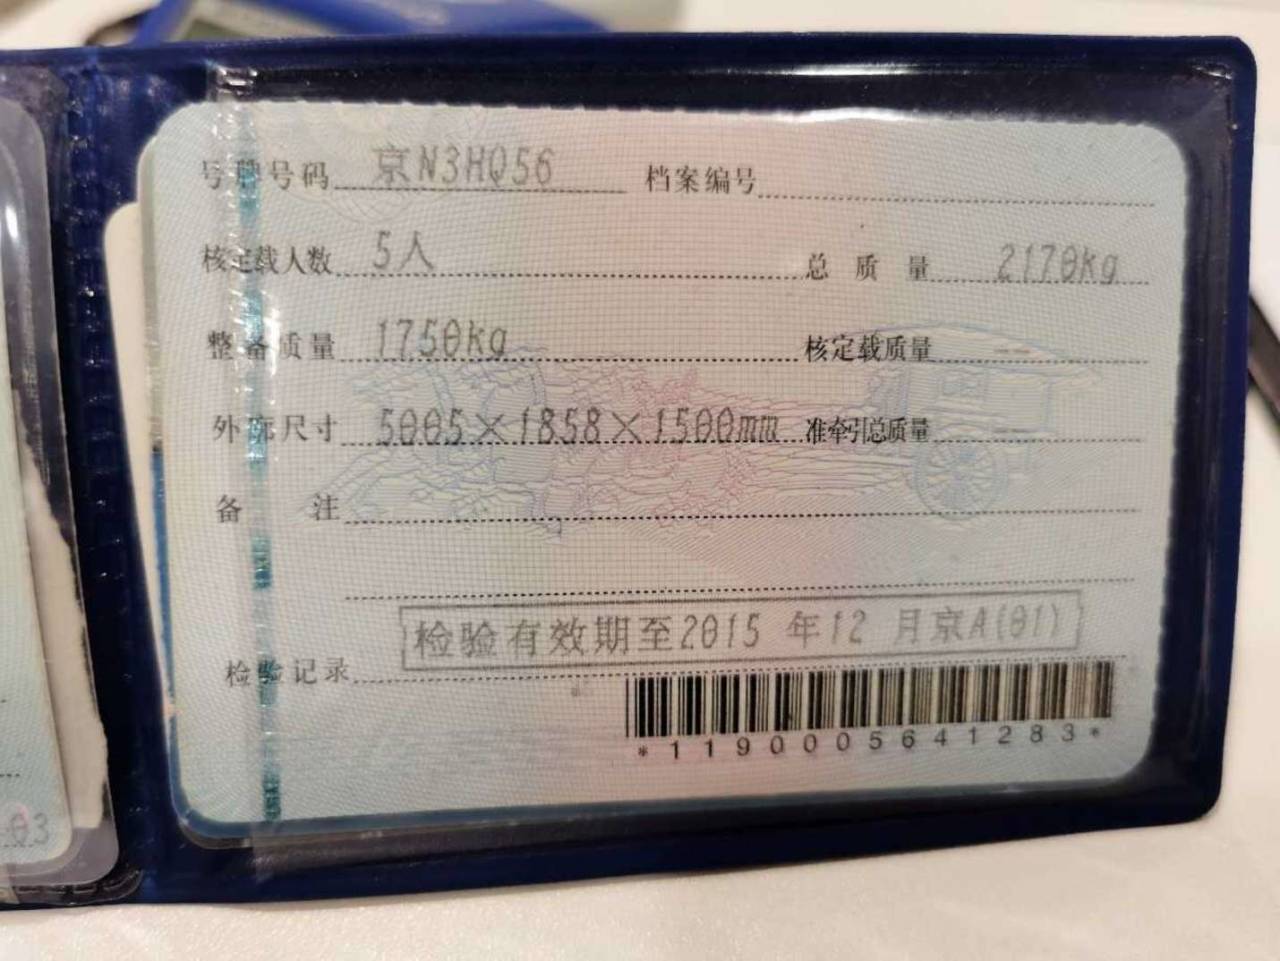 号牌号码 京N3HQ56 档案编号
核定载人数 5人 总质量 2170kg
整备质量 1750kg 核定载质量 --
外廓尺寸 5005×1858×1500mm 准牵引总质量 --
备注
检验有效期至2015 年12 月京A(01)
检验记录
*1190005641283*
03